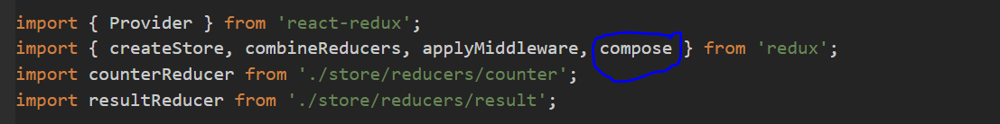 import { Provider } from 'react-redux';
import { createStore, combineReducers, applyMiddleware, compose } from 'redux';
import counterReducer from './store/reducers/counter';
import resultReducer from './store/reducers/result';